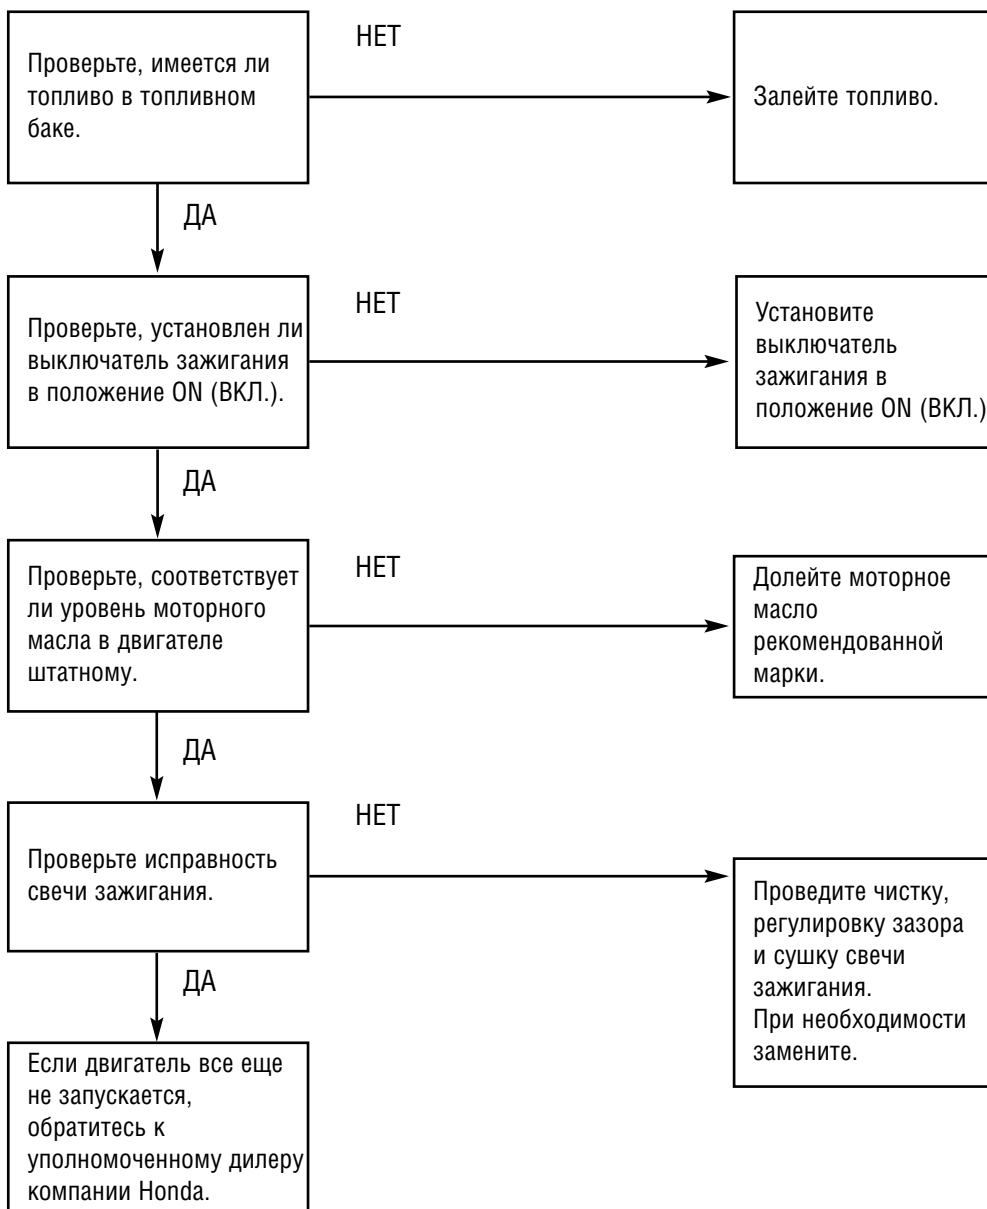 Проверьте, имеется ли
топливо в топливном
баке.
НЕТ
Залейте топливо.
ДА
Проверьте, установлен ли
выключатель зажигания
в положение ON (ВКЛ.).
НЕТ
Установите
выключатель
зажигания в
положение ON (ВКЛ.)
ДА
Проверьте, соответствует
ли уровень моторного
масла в двигателе
штатному.
НЕТ
Долейте моторное
масло
рекомендованной
марки.
ДА
Проверьте исправность
свечи зажигания.
НЕТ
Проведите чистку,
регулировку зазора
и сушку свечи
зажигания.
При необходимости
замените.
ДА
Если двигатель все еще
не запускается,
обратитесь к
уполномоченному дилеру
компании Honda.